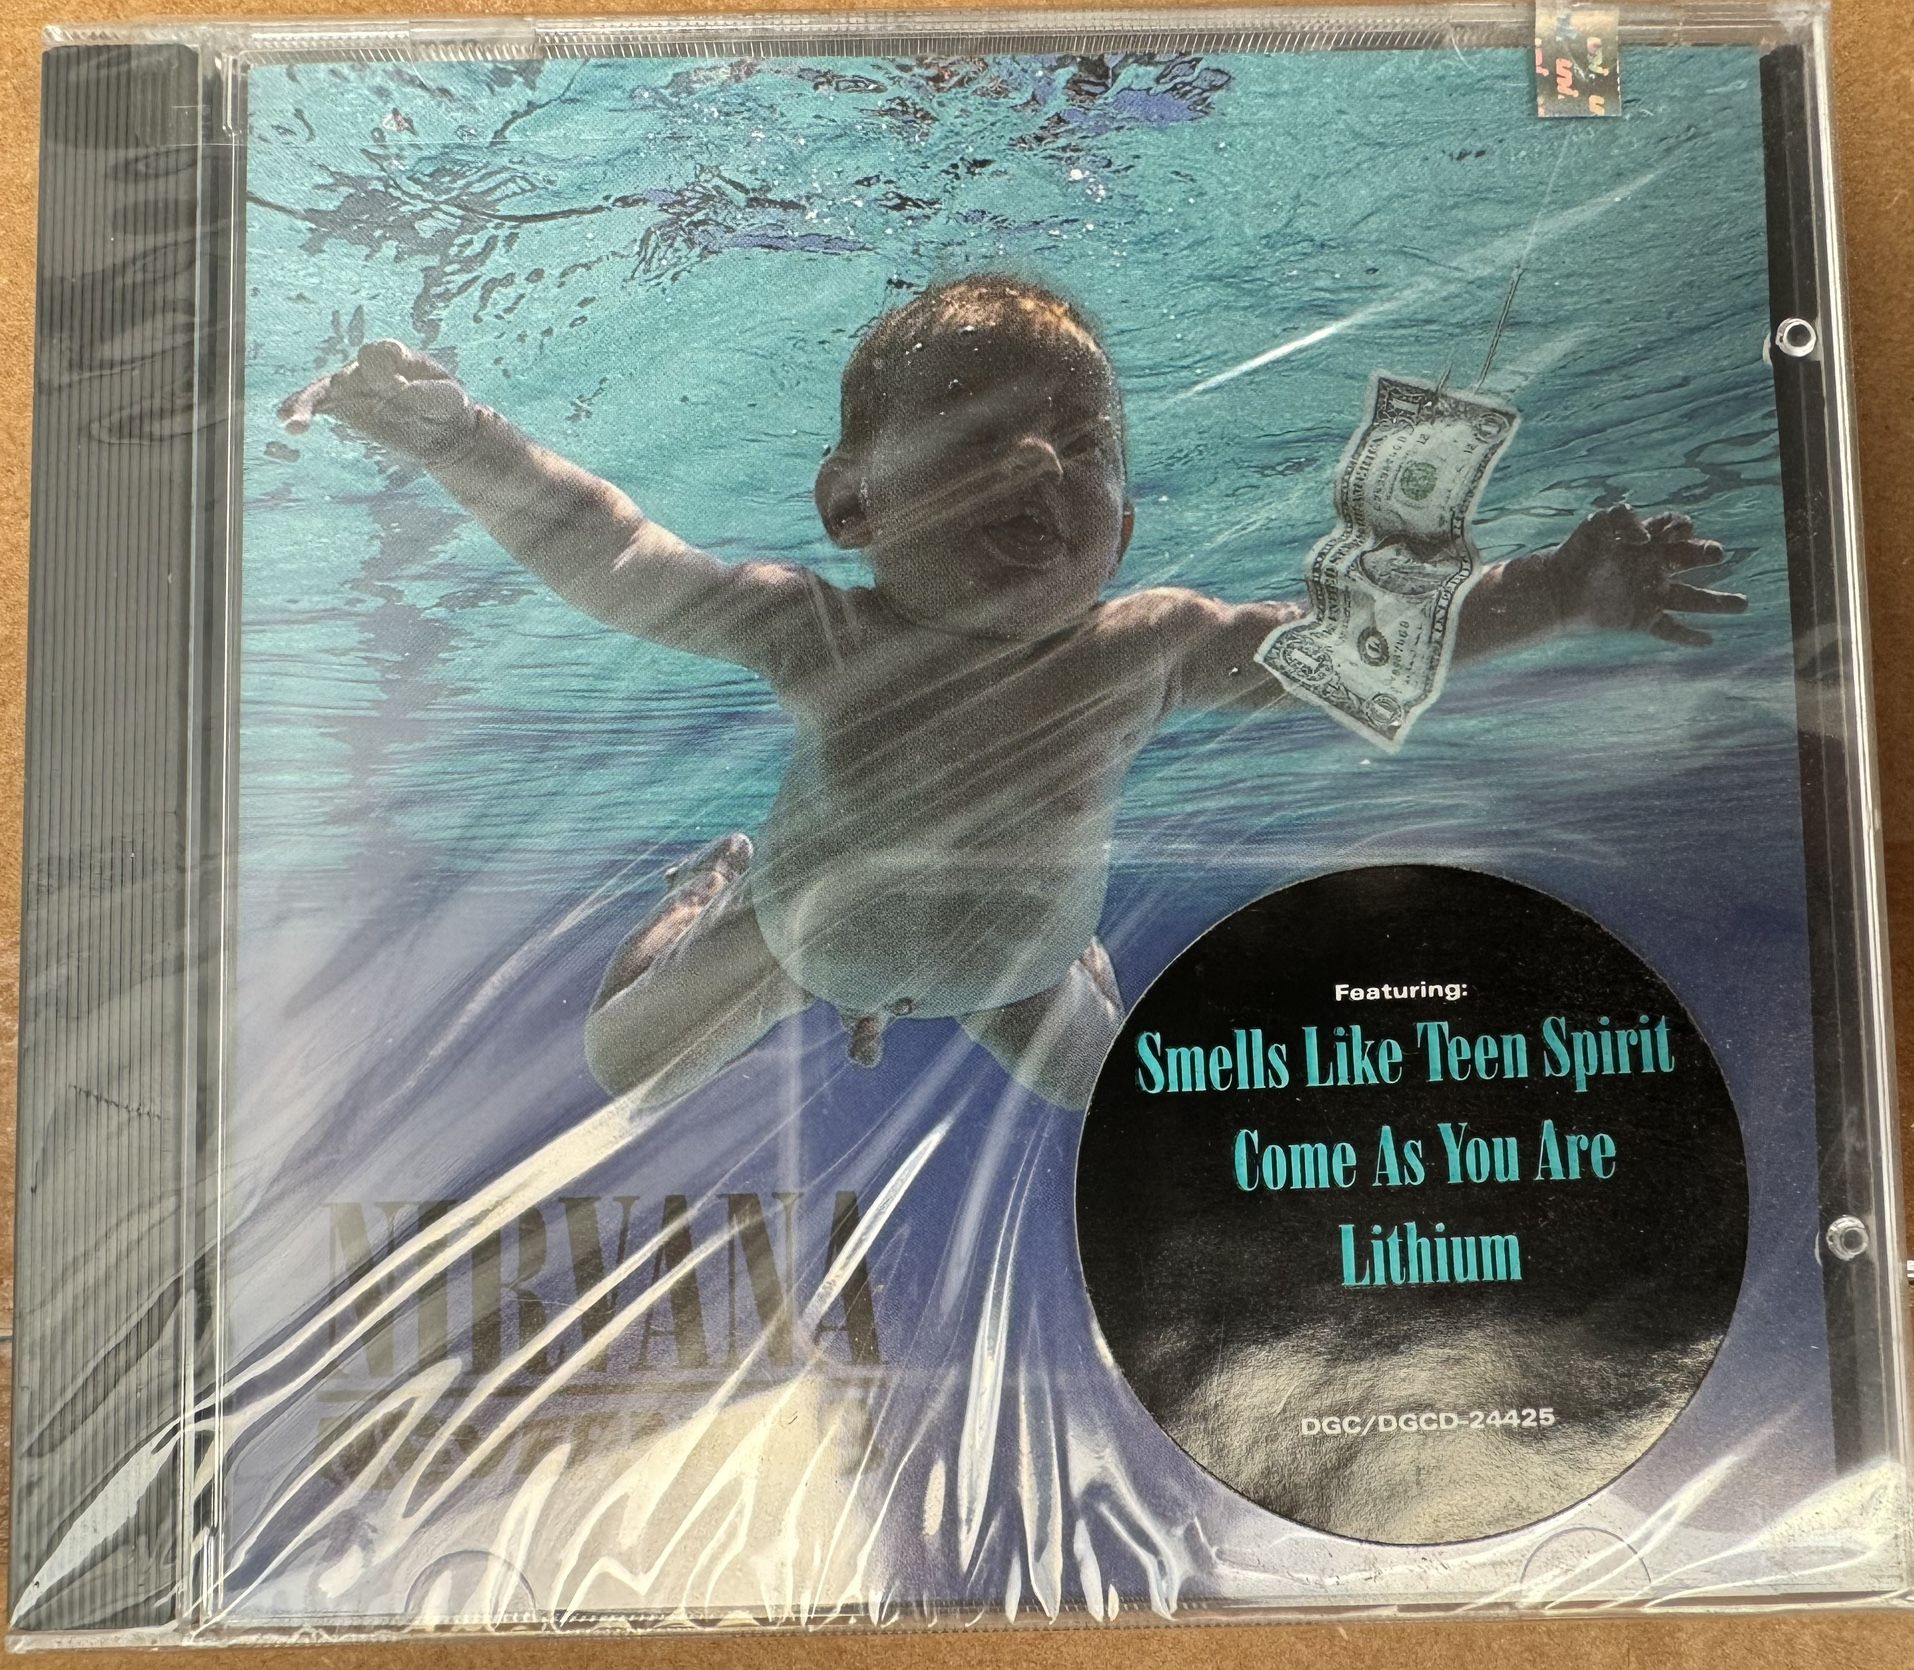 Featuring:
Smells Like Teen Spirit
Come As You Are
Lithium
DGC/DGCD-24425
NIRVANA